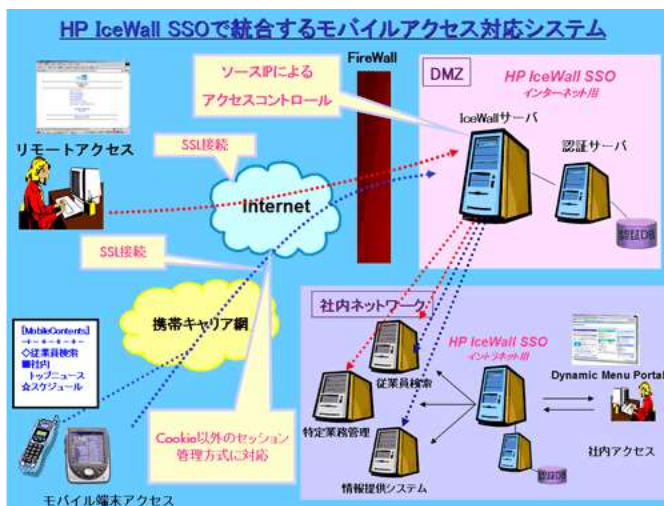 HP IceWall SSOで統合するモバイルアクセス対応システム
FireWall
ソースIPによる
アクセスコントロール
DMZ
HP IceWall SSO
インターネット用
IceWallサーバ
認証サーバ
認証DB
リモートアクセス
SSL接続
Internet
SSL接続
携帯キャリア網
[MobileContents]
-+-+-+-+-
◇従業員検索
■社内
トップニュース
☆スケジュール
Cookie以外のセッション
管理方式に対応
モバイル端末アクセス
社内ネットワーク
HP IceWall SSO
イントラネット用
従業員検索
特定業務管理
情報提供システム
Dynamic Menu Portal
社内アクセス
認証DB